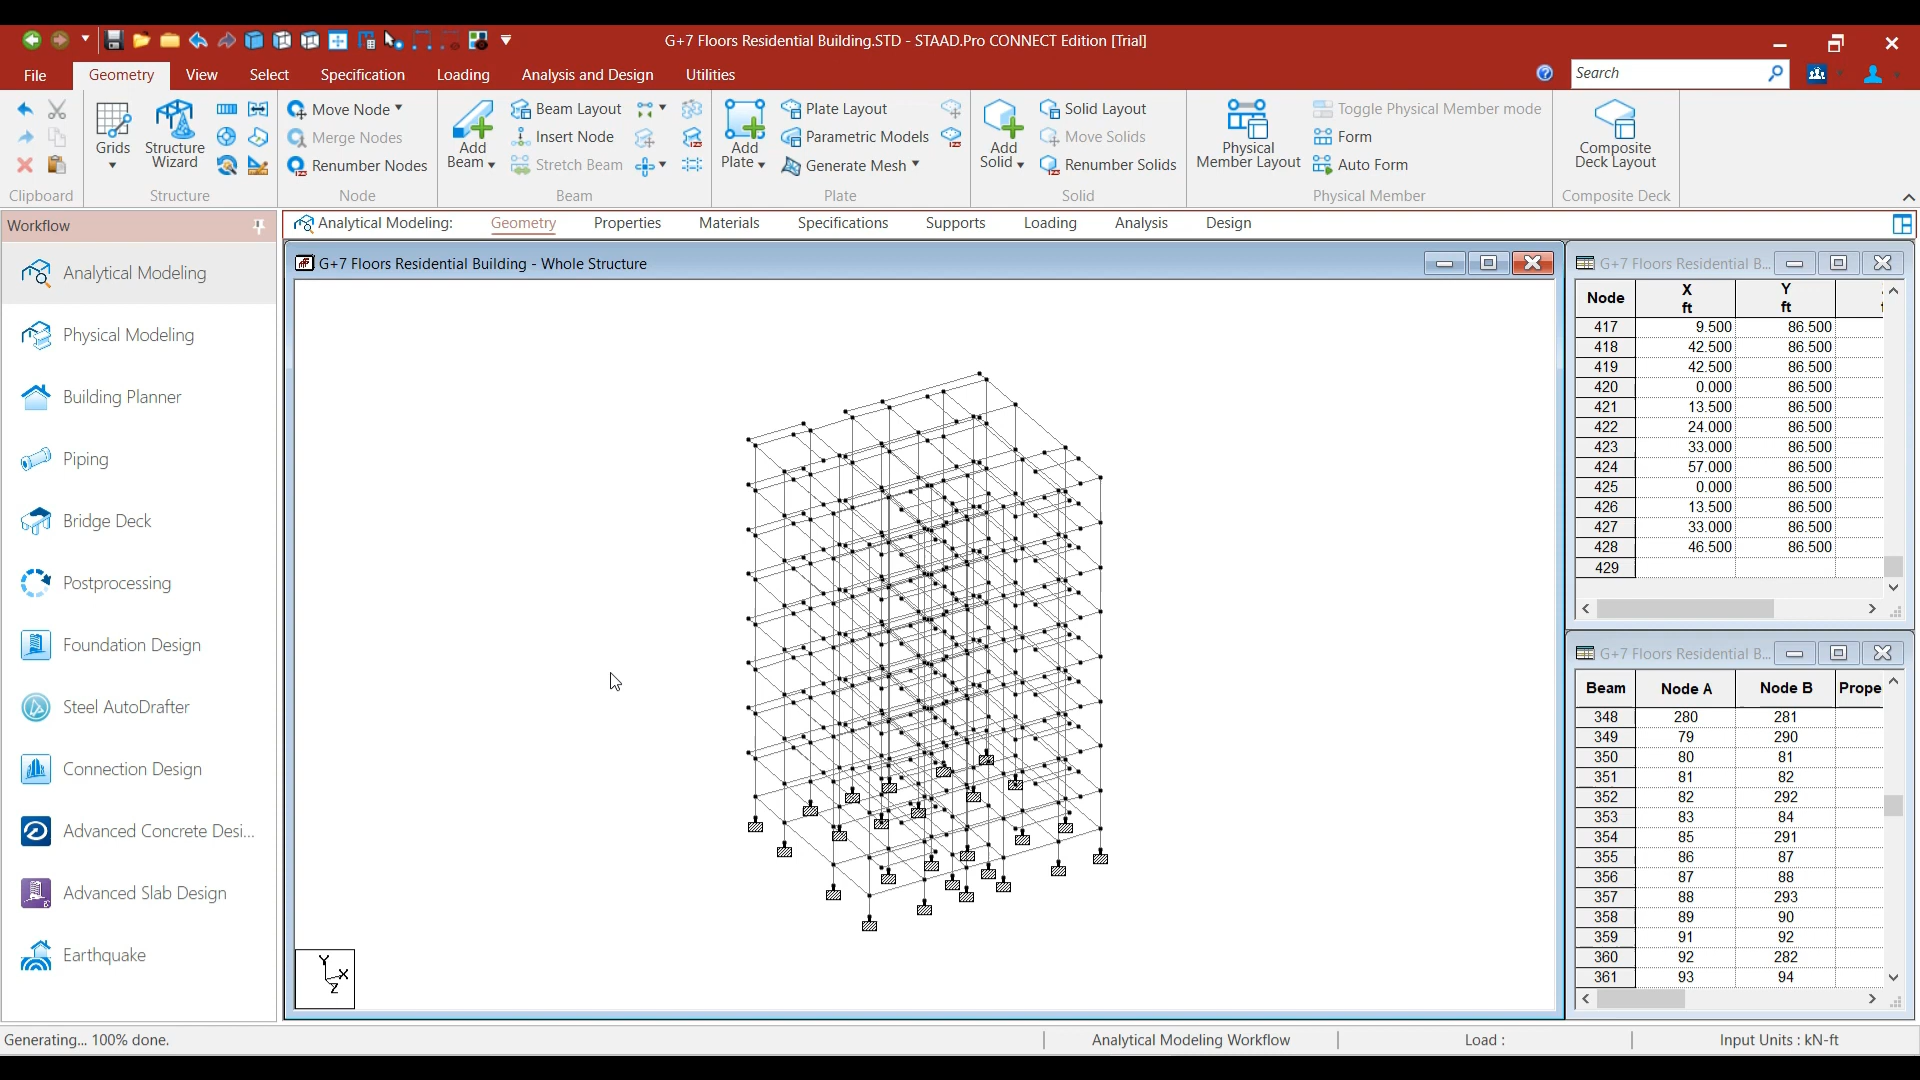 G+7 Floors Residential Building.STD - STAAD.Pro CONNECT Edition [Trial]
File Geometry View Select Specification Loading Analysis and Design Utilities Search
Move Node Beam Layout Plate Layout Solid Layout Toggle Physical Member mode
Merge Nodes Insert Node Parametric Models Move Solids Form
Grids Structure Wizard Renumber Nodes Add Beam Stretch Beam Add Plate Generate Mesh Add Solid Renumber Solids Physical Member Layout Auto Form Composite Deck Layout
Clipboard Structure Node Beam Plate Solid Physical Member Composite Deck
Workflow
Analytical Modeling
Physical Modeling
Building Planner
Piping
Bridge Deck
Postprocessing
Foundation Design
Steel AutoDrafter
Connection Design
Advanced Concrete Desi...
Advanced Slab Design
Earthquake
Analytical Modeling: Geometry Properties Materials Specifications Supports Loading Analysis Design
G+7 Floors Residential Building - Whole Structure
Y
X
Z
G+7 Floors Residential B...
Node X ft Y ft
417 9.500 86.500
418 42.500 86.500
419 42.500 86.500
420 0.000 86.500
421 13.500 86.500
422 24.000 86.500
423 33.000 86.500
424 57.000 86.500
425 0.000 86.500
426 13.500 86.500
427 33.000 86.500
428 46.500 86.500
429
G+7 Floors Residential B...
Beam Node A Node B Prope
348 280 281
349 79 290
350 80 81
351 81 82
352 82 292
353 83 84
354 85 291
355 86 87
356 87 88
357 88 293
358 89 90
359 91 92
360 92 282
361 93 94
Generating... 100% done. Analytical Modeling Workflow Load : Input Units : kN-ft